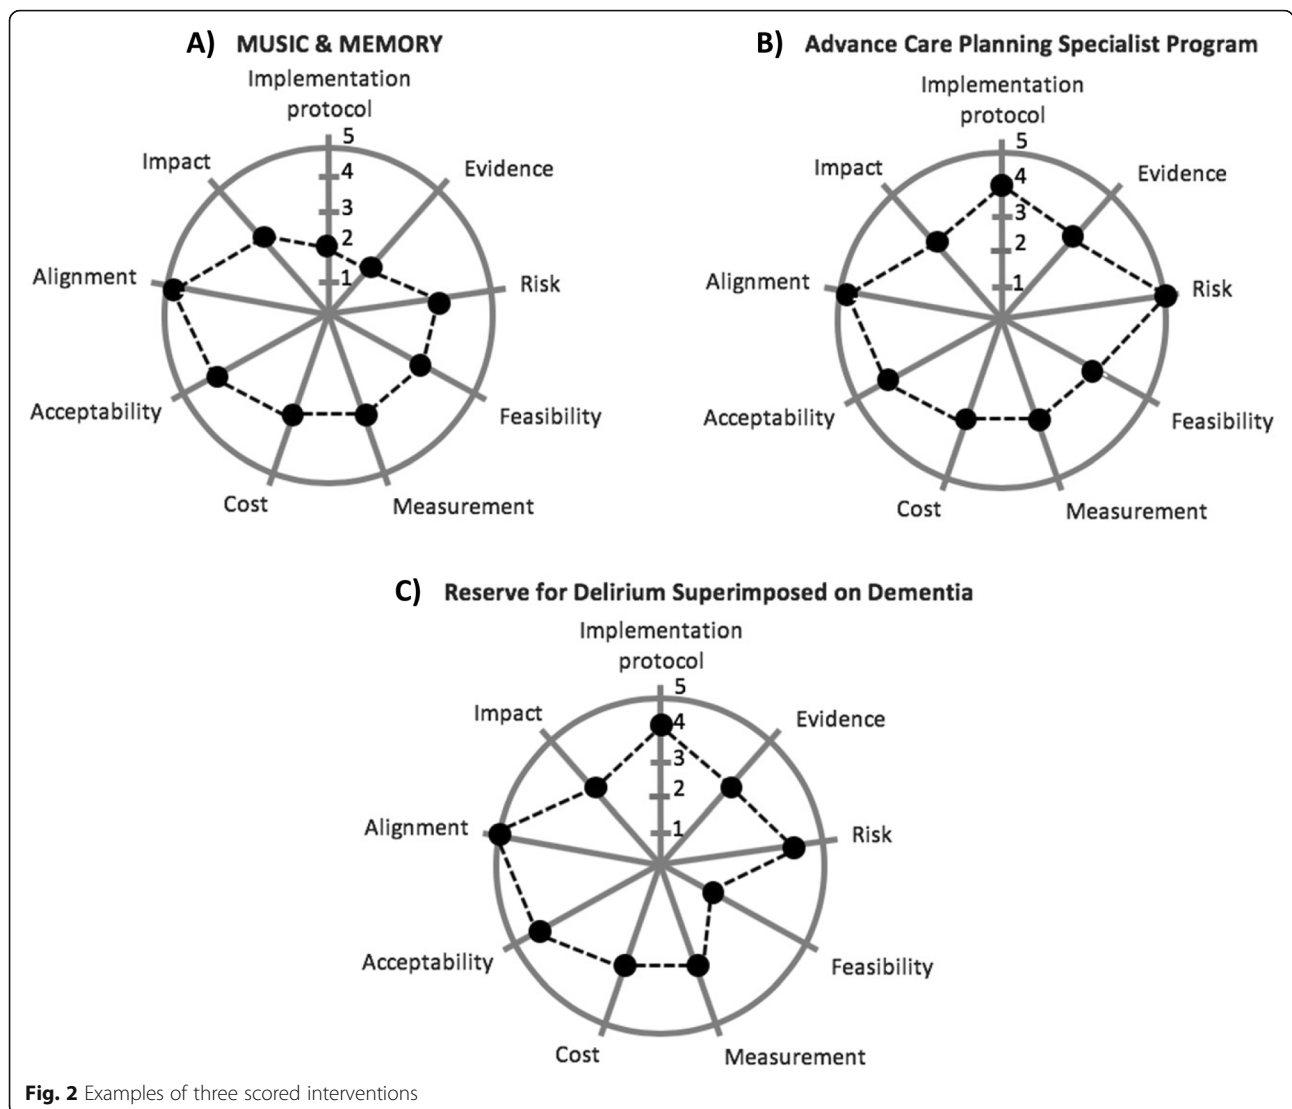 A) MUSIC & MEMORY
Implementation
protocol
5
4
3
2
1
Impact
Evidence
Alignment
Risk
Acceptability
Feasibility
Cost
Measurement
B) Advance Care Planning Specialist Program
Implementation
protocol
5
4
3
2
1
Impact
Evidence
Alignment
Risk
Acceptability
Feasibility
Cost
Measurement
C) Reserve for Delirium Superimposed on Dementia
Implementation
protocol
5
4
3
2
1
Impact
Evidence
Alignment
Risk
Acceptability
Feasibility
Cost
Measurement
Fig. 2 Examples of three scored interventions